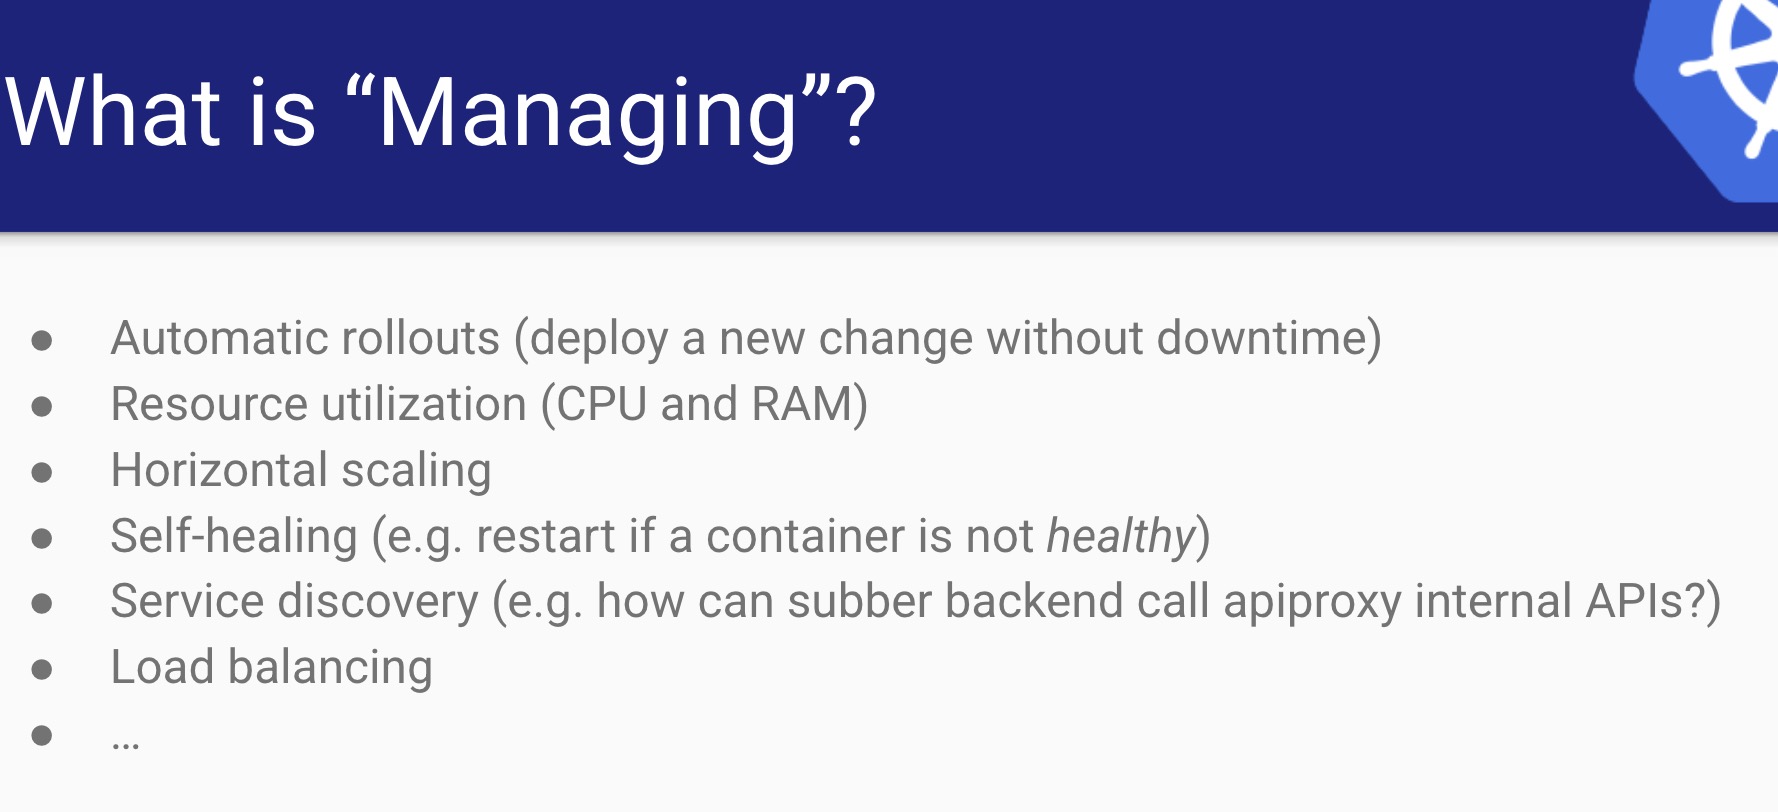 What is “Managing”?
● Automatic rollouts (deploy a new change without downtime)
● Resource utilization (CPU and RAM)
● Horizontal scaling
● Self-healing (e.g. restart if a container is not healthy)
● Service discovery (e.g. how can subber backend call apiproxy internal APIs?)
● Load balancing
● ...